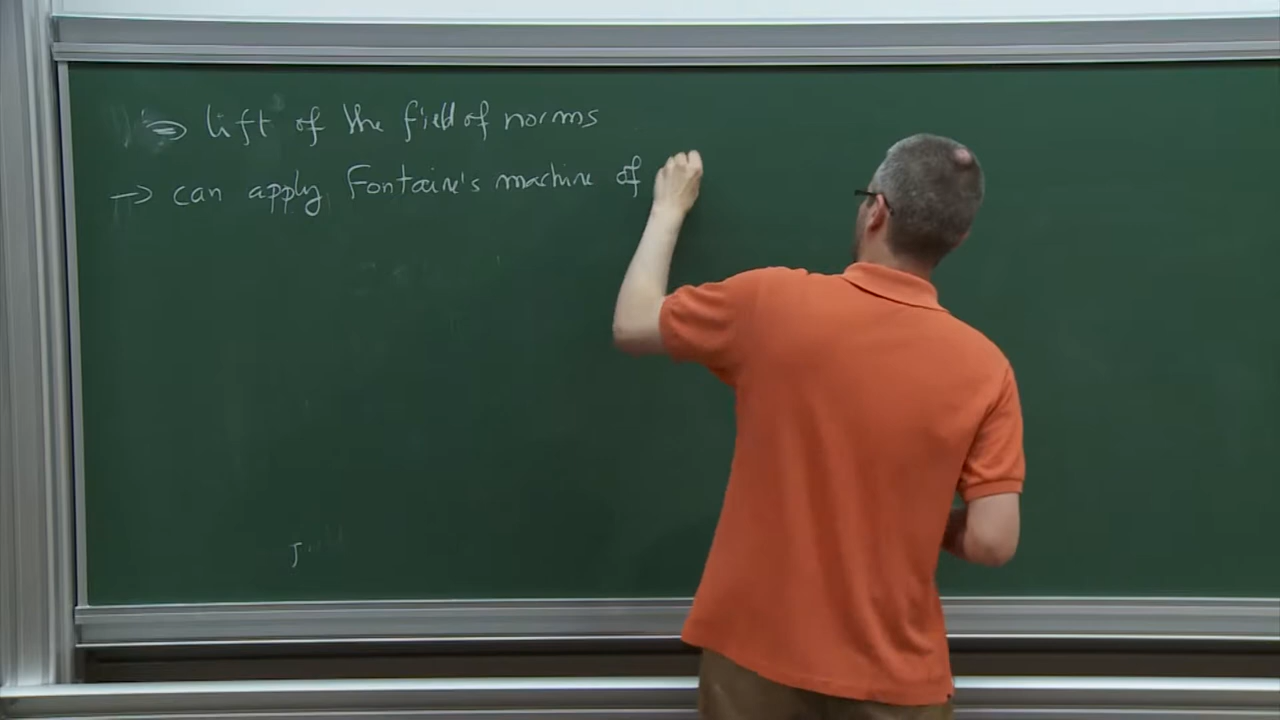 => lift of the field of norms
→ can apply Fontaine's machine of